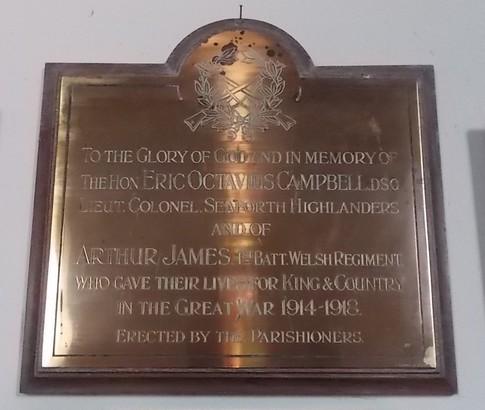 To the Glory of God and in memory of
The Hon Eric Octavius Campbell. DSO
Lieut. Colonel. Seaforth Highlanders
and of
Arthur James 1st Batt. Welsh Regiment.
who gave their lives for King & Country
in the Great War 1914-1918.
Erected by the Parishioners.